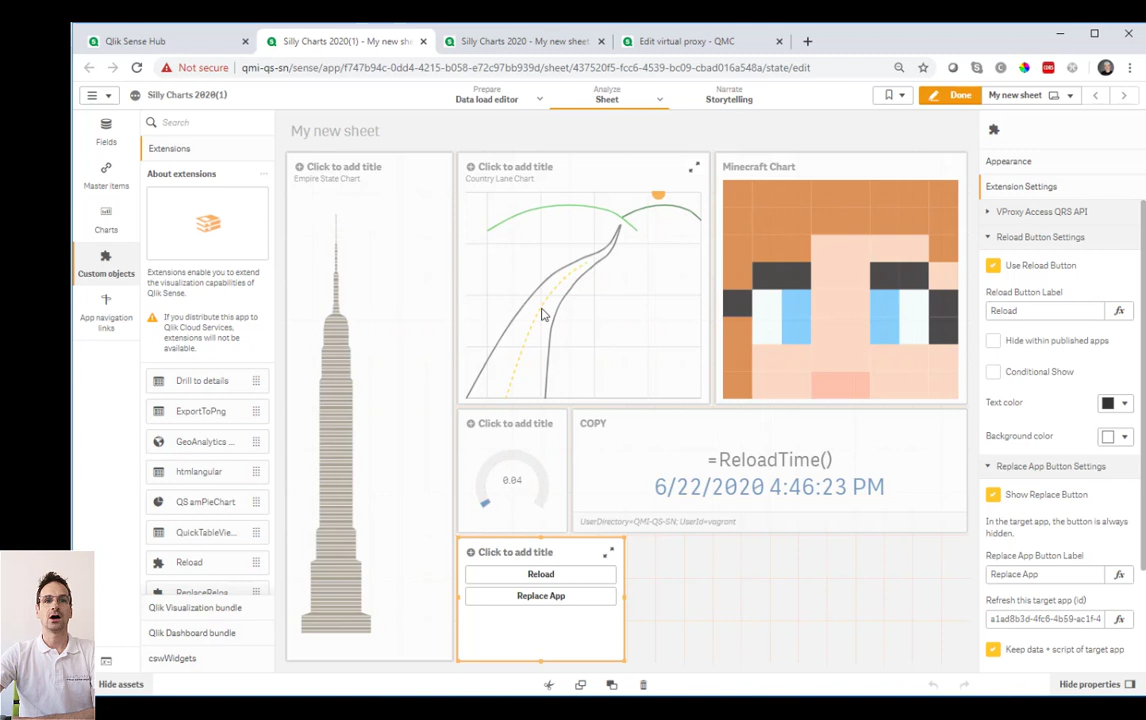 Qlik Sense Hub
Silly Charts 2020(1) - My new she
Silly Charts 2020 - My new sheet
Edit virtual proxy - QMC
Not secure
qmi-qs-sn/sense/app/f747b94c-0dd4-4215-b058-e72c97bb939d/sheet/437520f5-fcc6-4539-bc09-cbad016a548a/state/edit
Silly Charts 2020(1)
Prepare
Data load editor
Analyze
Sheet
Narrate
Storytelling
Done
My new sheet
Fields
Master items
Charts
Custom objects
App navigation
links
Search
Extensions
About extensions
Extensions enable you to extend
the visualization capabilities of
Qlik Sense.
If you distribute this app to
Qlik Cloud Services,
extensions will not be
available.
Drill to details
ExportToPng
GeoAnalytics ...
htmlangular
QS amPieChart
QuickTableVie...
Reload
ReplaceReloa
Qlik Visualization bundle
Qlik Dashboard bundle
cswWidgets
Hide assets
My new sheet
Click to add title
Empire State Chart
Click to add title
Country Lane Chart
Minecraft Chart
Click to add title
0.04
COPY
=ReloadTime()
6/22/2020 4:46:23 PM
UserDirectory=QMI-QS-SN; UserId=vagrant
Click to add title
Reload
Replace App
Appearance
Extension Settings
VProxy Access QRS API
Reload Button Settings
Use Reload Button
Reload Button Label
Reload
fx
Hide within published apps
Conditional Show
Text color
Background color
Replace App Button Settings
Show Replace Button
In the target app, the button is always
hidden.
Replace App Button Label
Replace App
fx
Refresh this target app (id)
a1ad8b3d-4fc6-4b59-ac1f-4
fx
Keep data + script of target app
Hide properties